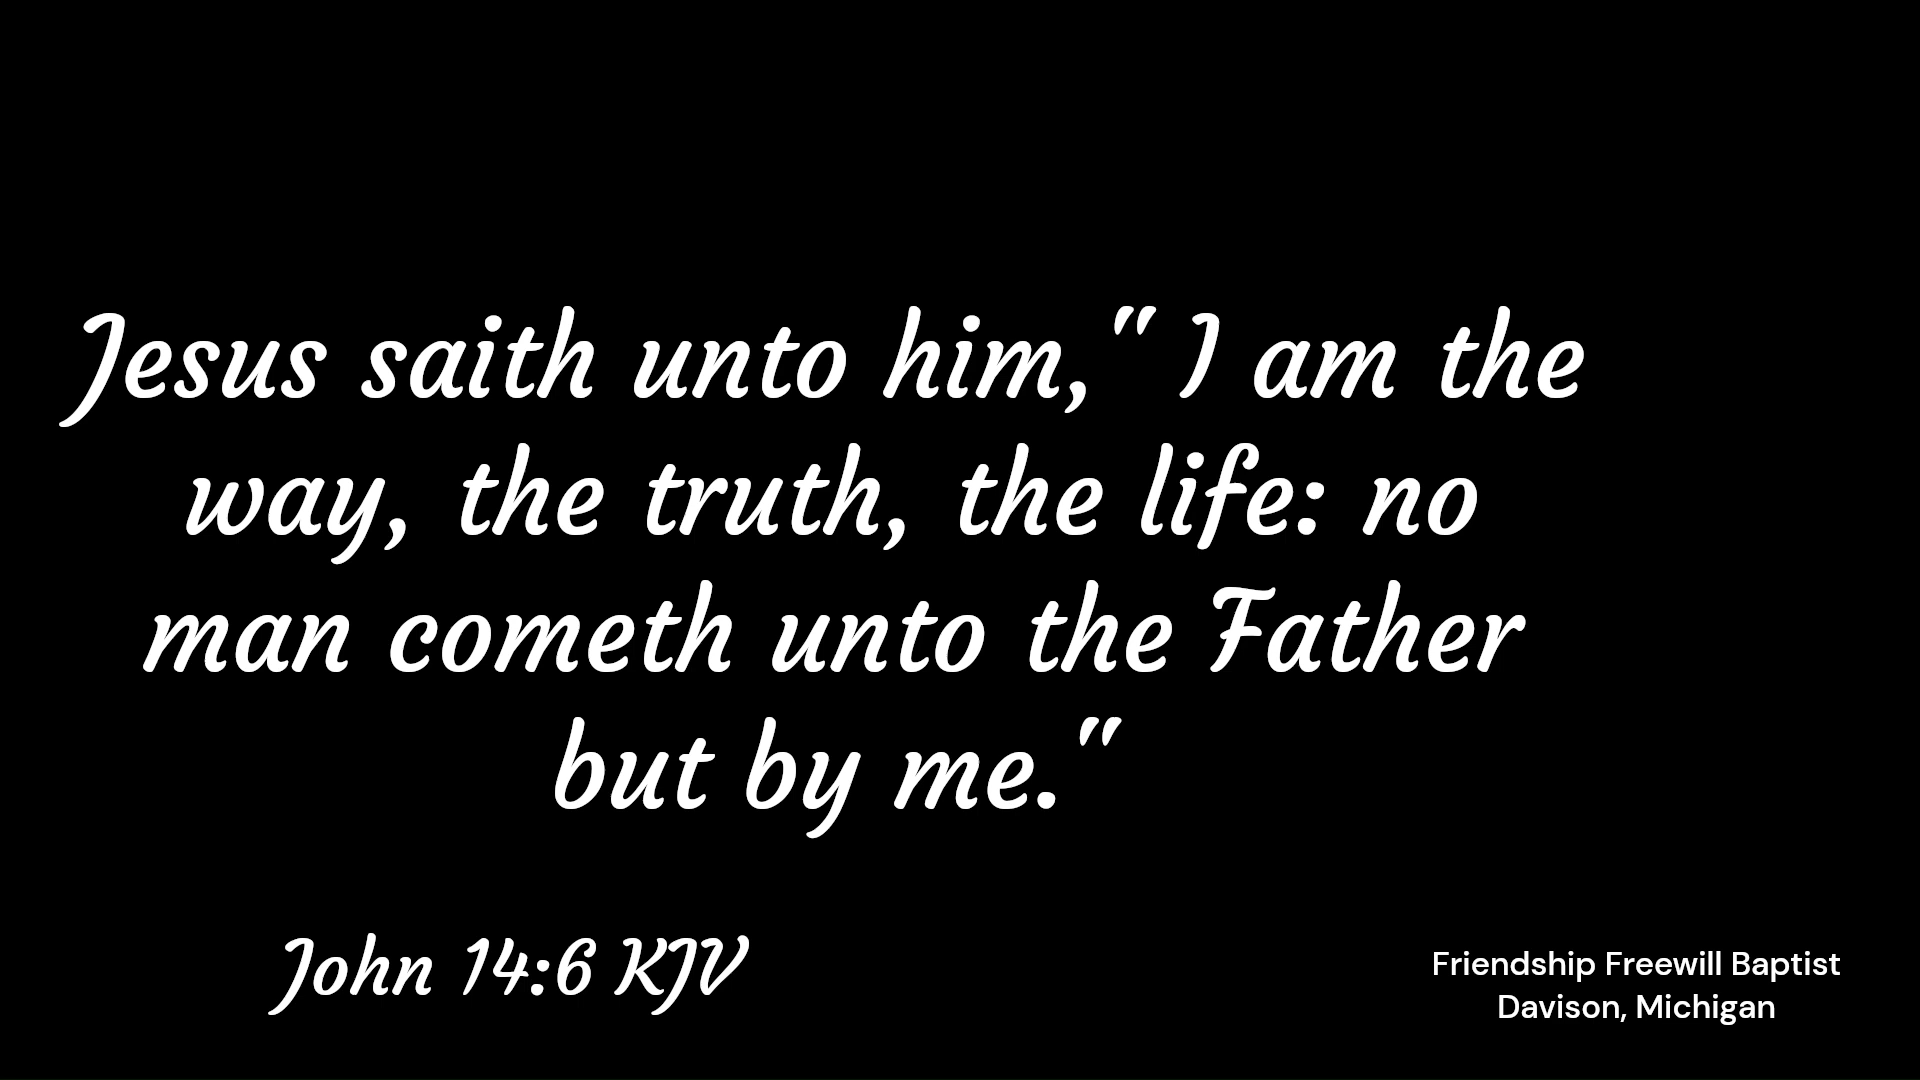 Jesus saith unto him," I am the
way, the truth, the life: no
man cometh unto the Father
but by me."
John 14:6 KJV
Friendship Freewill Baptist
Davison, Michigan